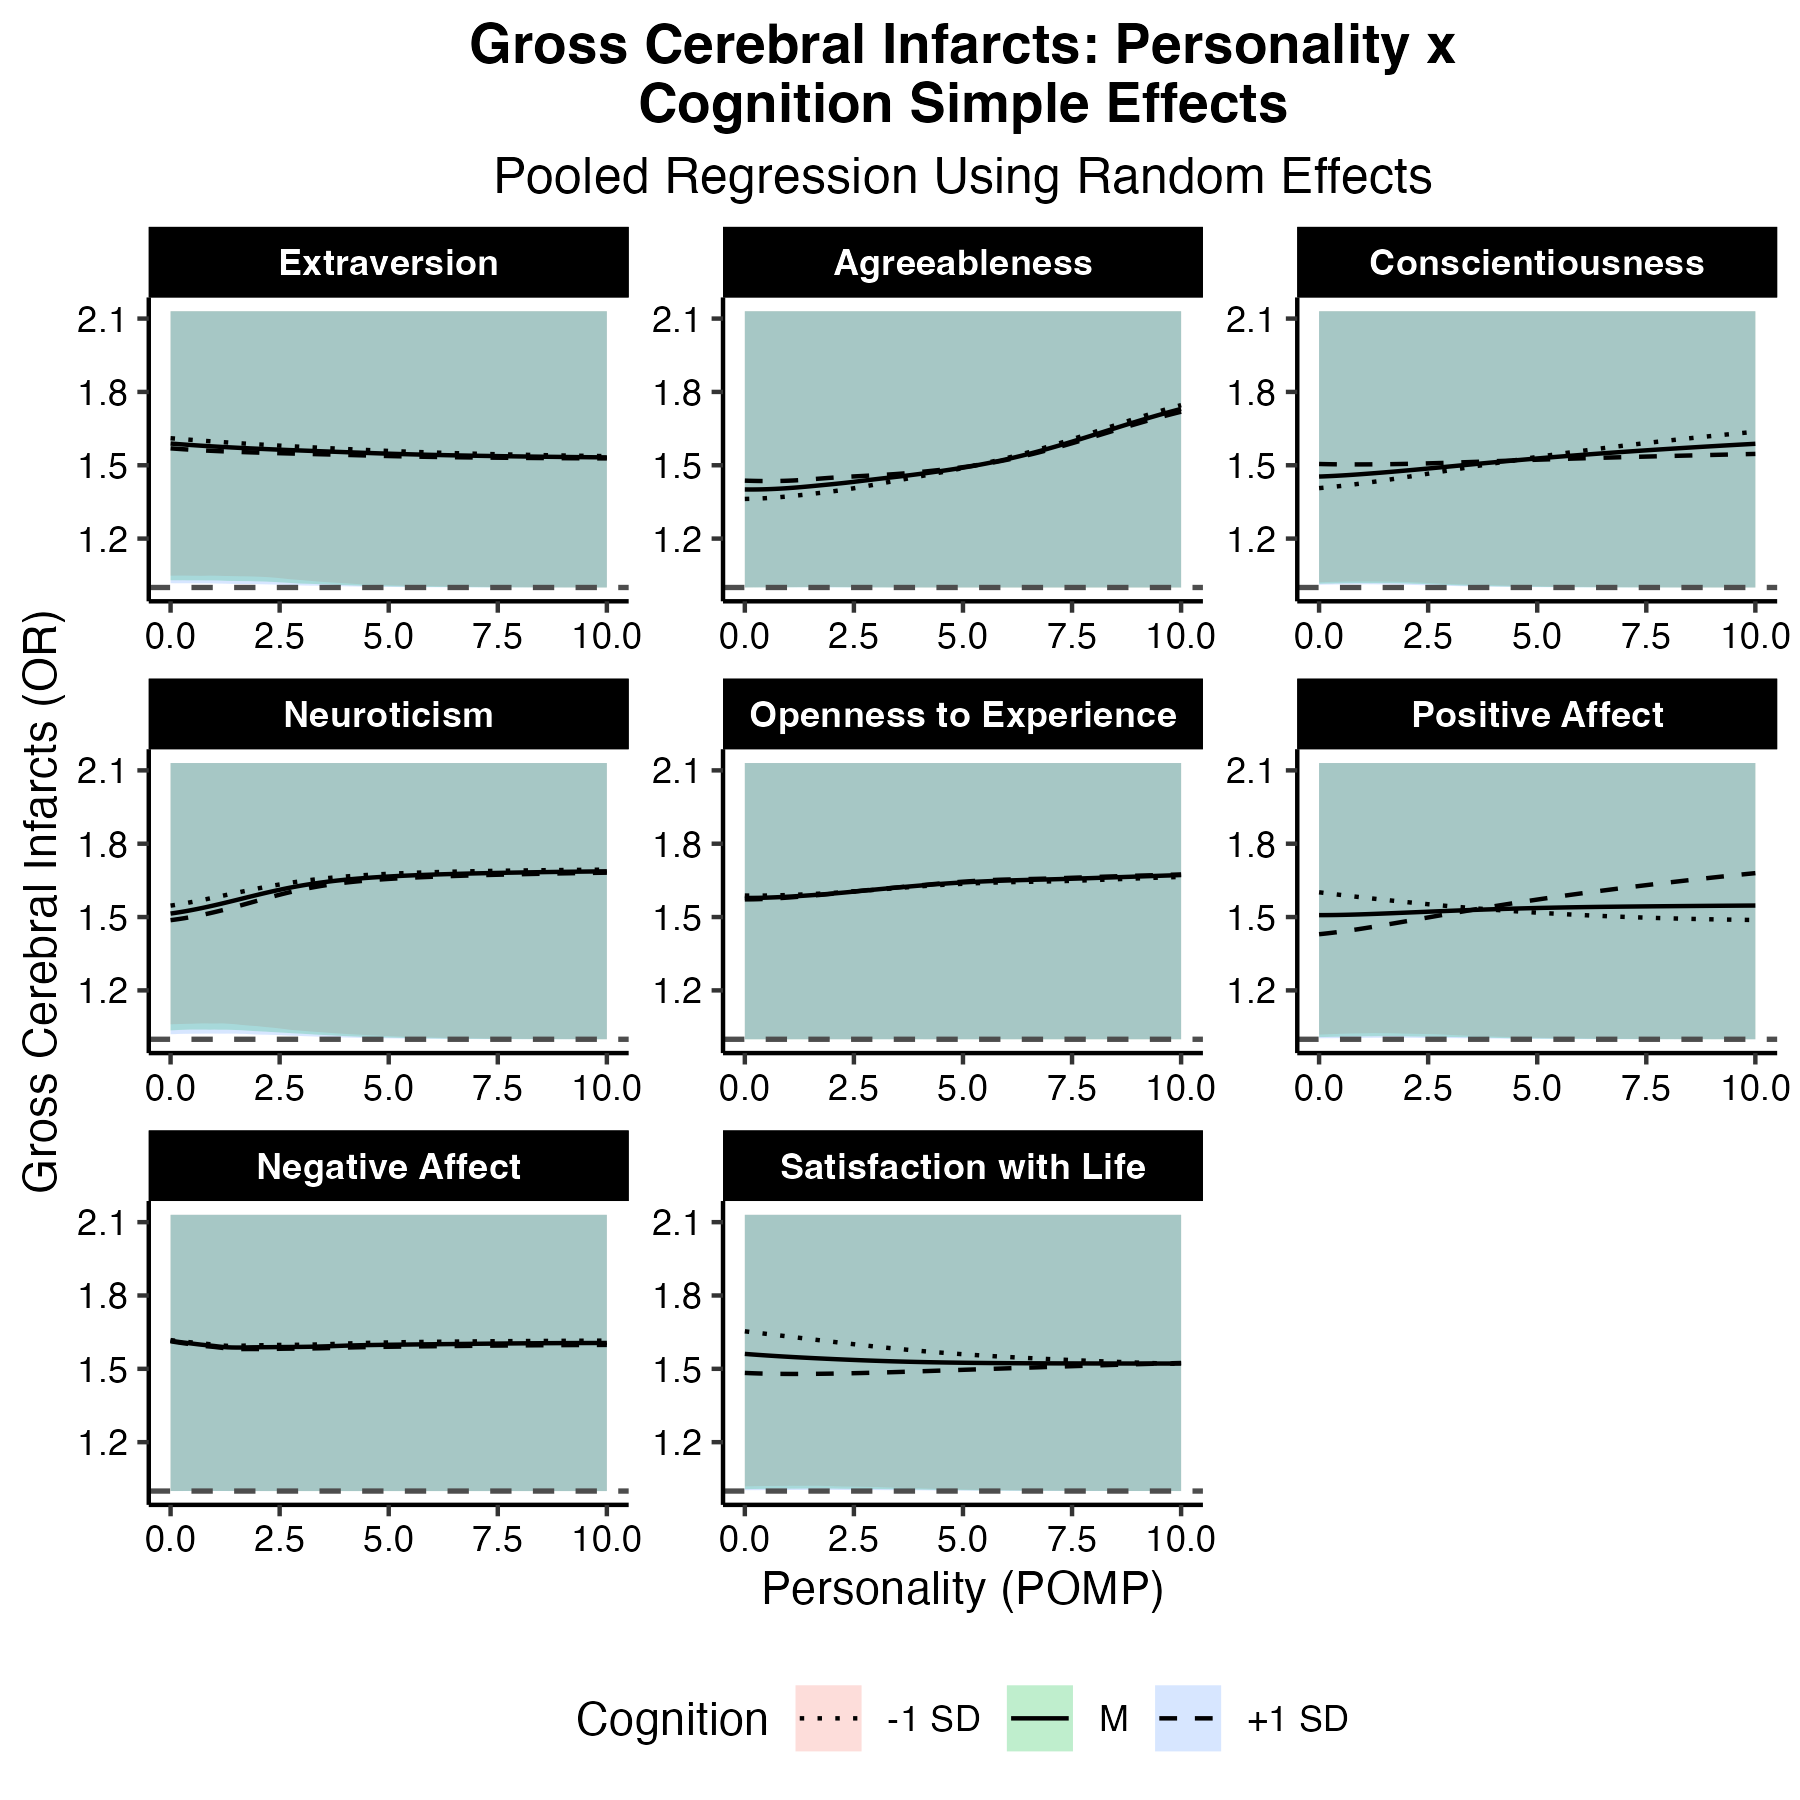 Gross Cerebral Infarcts: Personality x
Cognition Simple Effects
Pooled Regression Using Random Effects
Gross Cerebral Infarcts (OR)
Extraversion
2.1
1.8
1.5
1.2
0.0 2.5 5.0 7.5 10.0
Agreeableness
2.1
1.8
1.5
1.2
0.0 2.5 5.0 7.5 10.0
Conscientiousness
2.1
1.8
1.5
1.2
0.0 2.5 5.0 7.5 10.0
Neuroticism
2.1
1.8
1.5
1.2
0.0 2.5 5.0 7.5 10.0
Openness to Experience
2.1
1.8
1.5
1.2
0.0 2.5 5.0 7.5 10.0
Positive Affect
2.1
1.8
1.5
1.2
0.0 2.5 5.0 7.5 10.0
Negative Affect
2.1
1.8
1.5
1.2
0.0 2.5 5.0 7.5 10.0
Satisfaction with Life
2.1
1.8
1.5
1.2
0.0 2.5 5.0 7.5 10.0
Personality (POMP)
Cognition -1 SD M +1 SD